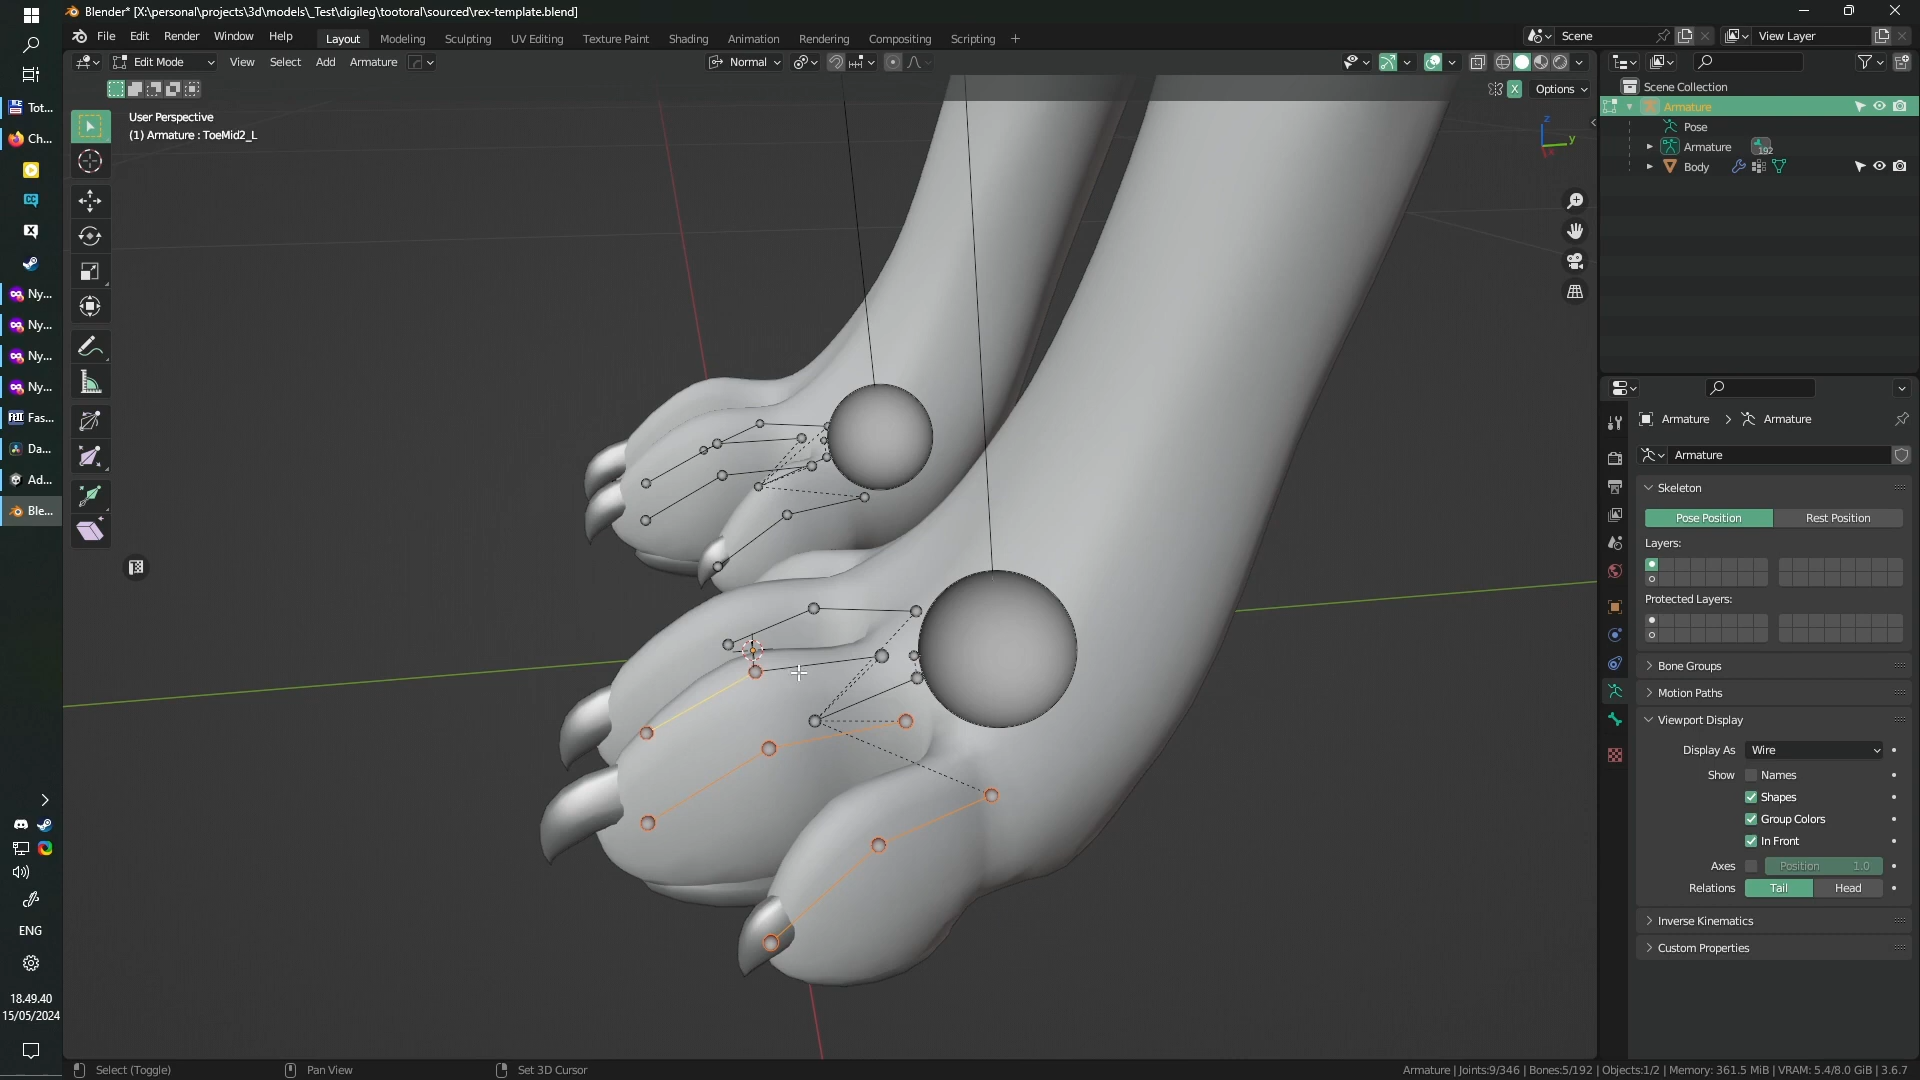 Blender* [X:\personal\projects\3d\models\_Test\digileg\tootoral\sourced\rex-template.blend]
File Edit Render Window Help
Layout Modeling Sculpting UV Editing Texture Paint Shading Animation Rendering Compositing Scripting +
Scene
View Layer
Edit Mode View Select Add Armature
Normal
X Options
User Perspective
(1) Armature : ToeMid2_L
Z
Y
X
Tot...
Ch...
Ny...
Ny...
Ny...
Ny...
Fas...
Da...
Ad...
Ble...
ENG
18.49.40
15/05/2024
Scene Collection
Armature
Pose
Armature 192
Body
Armature > Armature
Armature
Skeleton
Pose Position Rest Position
Layers:
Protected Layers:
Bone Groups
Motion Paths
Viewport Display
Display As Wire
Show Names
Shapes
Group Colors
In Front
Axes Position 1.0
Relations Tail Head
Inverse Kinematics
Custom Properties
Select (Toggle) Pan View Set 3D Cursor
Armature | Joints:9/346 | Bones:5/192 | Objects:1/2 | Memory: 361.5 MiB | VRAM: 5.4/8.0 GiB | 3.6.7